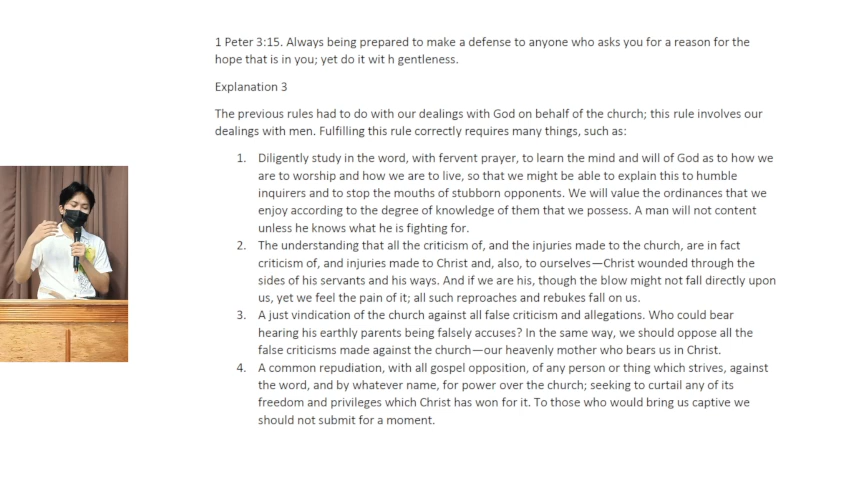 1 Peter 3:15. Always being prepared to make a defense to anyone who asks you for a reason for the
hope that is in you; yet do it wit h gentleness.
Explanation 3
The previous rules had to do with our dealings with God on behalf of the church; this rule involves our
dealings with men. Fulfilling this rule correctly requires many things, such as:
1. Diligently study in the word, with fervent prayer, to learn the mind and will of God as to how we
are to worship and how we are to live, so that we might be able to explain this to humble
inquirers and to stop the mouths of stubborn opponents. We will value the ordinances that we
enjoy according to the degree of knowledge of them that we possess. A man will not content
unless he knows what he is fighting for.
2. The understanding that all the criticism of, and the injuries made to the church, are in fact
criticism of, and injuries made to Christ and, also, to ourselves—Christ wounded through the
sides of his servants and his ways. And if we are his, though the blow might not fall directly upon
us, yet we feel the pain of it; all such reproaches and rebukes fall on us.
3. A just vindication of the church against all false criticism and allegations. Who could bear
hearing his earthly parents being falsely accuses? In the same way, we should oppose all the
false criticisms made against the church—our heavenly mother who bears us in Christ.
4. A common repudiation, with all gospel opposition, of any person or thing which strives, against
the word, and by whatever name, for power over the church; seeking to curtail any of its
freedom and privileges which Christ has won for it. To those who would bring us captive we
should not submit for a moment.